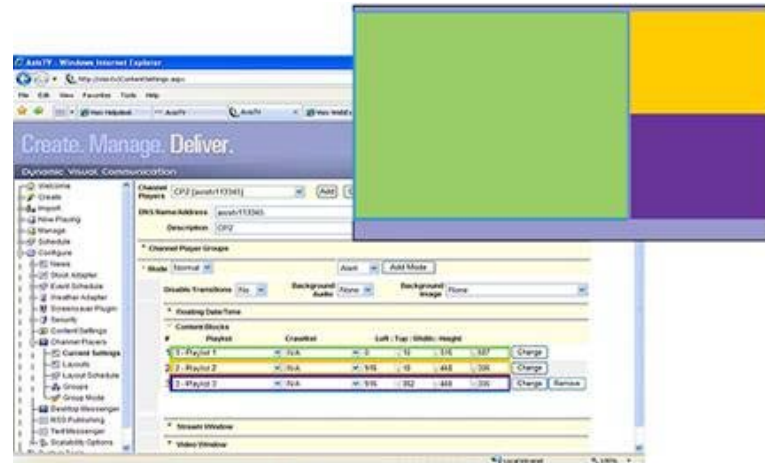 AxisTV - Windows Internet Explorer
File Edit View Favorites Tools Help
AxisTV
AxisTV
Create. Manage. Deliver.
Dynamic Visual Communication
Welcome
Create
Import
Now Playing
Manage
Schedule
Configure
News
Stock Adapter
Event Schedule
Weather Adapter
Screensaver Plugin
Security
Content Settings
Channel Players
Current Settings
Layouts
Layout Schedule
Groups
Group Mode
Desktop Messenger
RSS Publishing
Text Messenger
Scalability Options
Channel Players
Add
DNS Name/Address
Description CPJ
Channel Player Groups
Mode Normal Alert Add Mode
Disable Transitions No Background Audio None Background Image None
Floating Date/Time
Content Blocks
# Playlist Crawltext Left : Top : Width : Height
1 Playlist 1 N/A 0 Change
2 Playlist 2 N/A Change
3 Playlist 3 N/A Change Remove
Stream Window
Video Window
Local intranet 100%